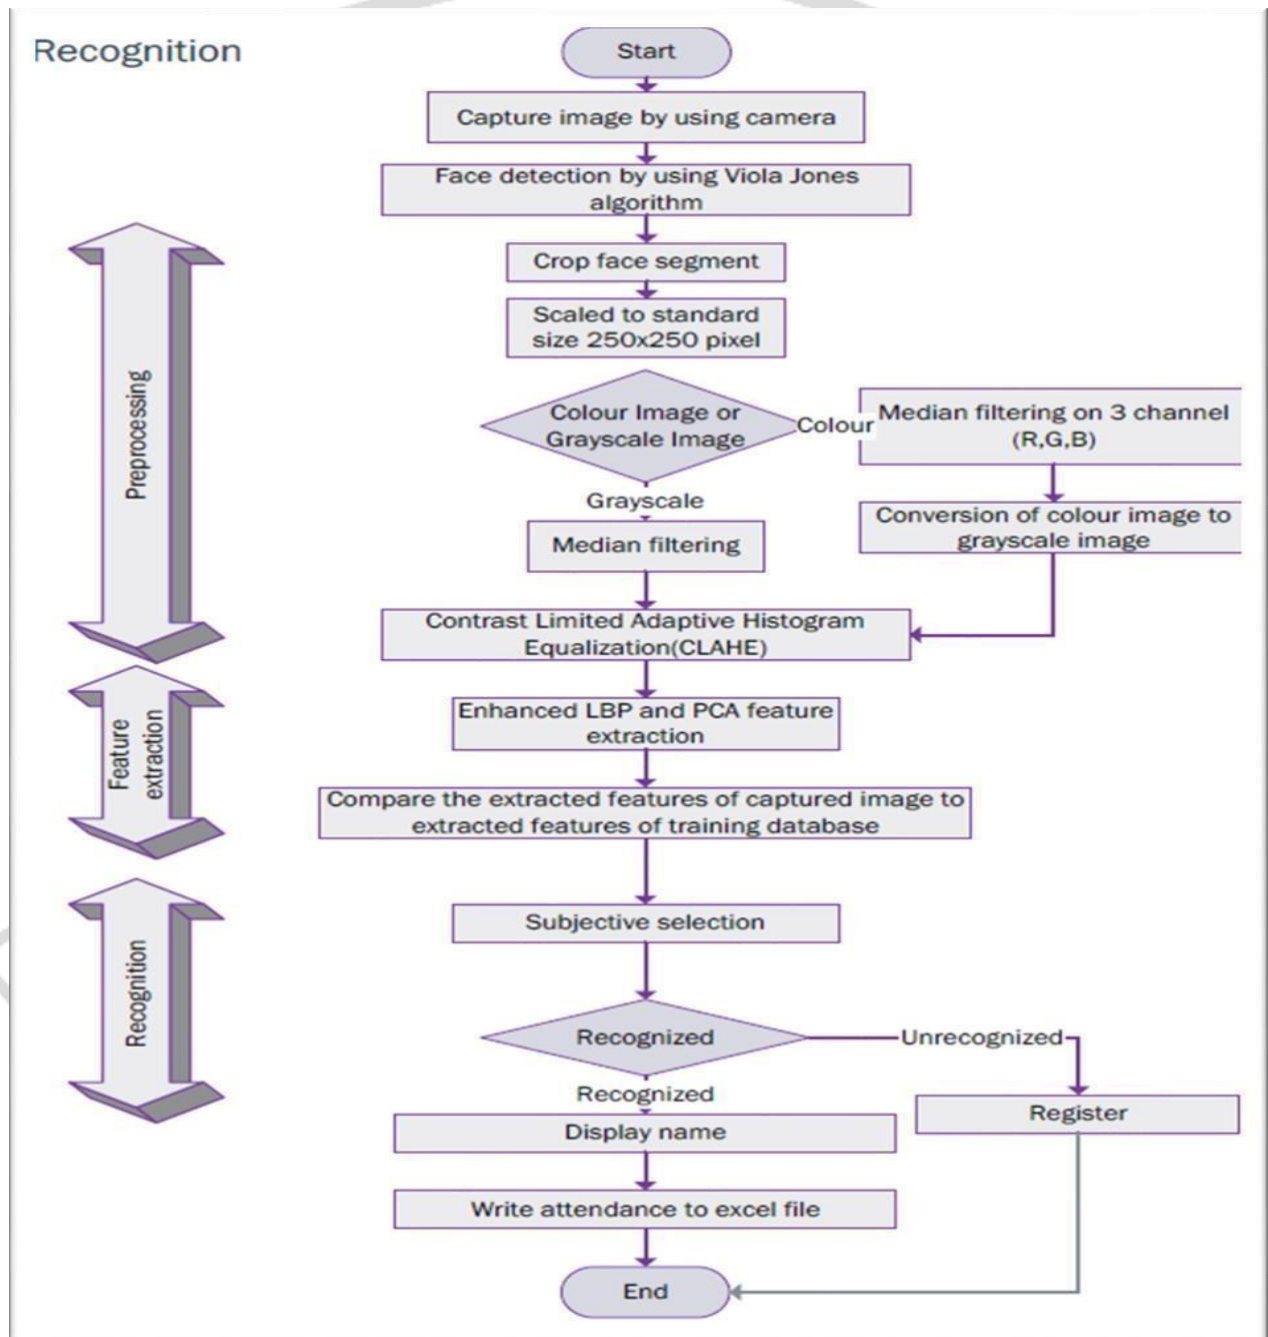 Recognition
Start
Capture image by using camera
Face detection by using Viola Jones
algorithm
Crop face segment
Scaled to standard
size 250x250 pixel
Colour Image or
Grayscale Image
Colour
Median filtering on 3 channel
(R,G,B)
Grayscale
Conversion of colour image to
grayscale image
Median filtering
Contrast Limited Adaptive Histogram
Equalization(CLAHE)
Preprocessing
Enhanced LBP and PCA feature
extraction
Compare the extracted features of captured image to
extracted features of training database
Feature
extraction
Subjective selection
Recognized
Unrecognized
Recognized
Register
Display name
Write attendance to excel file
Recognition
End